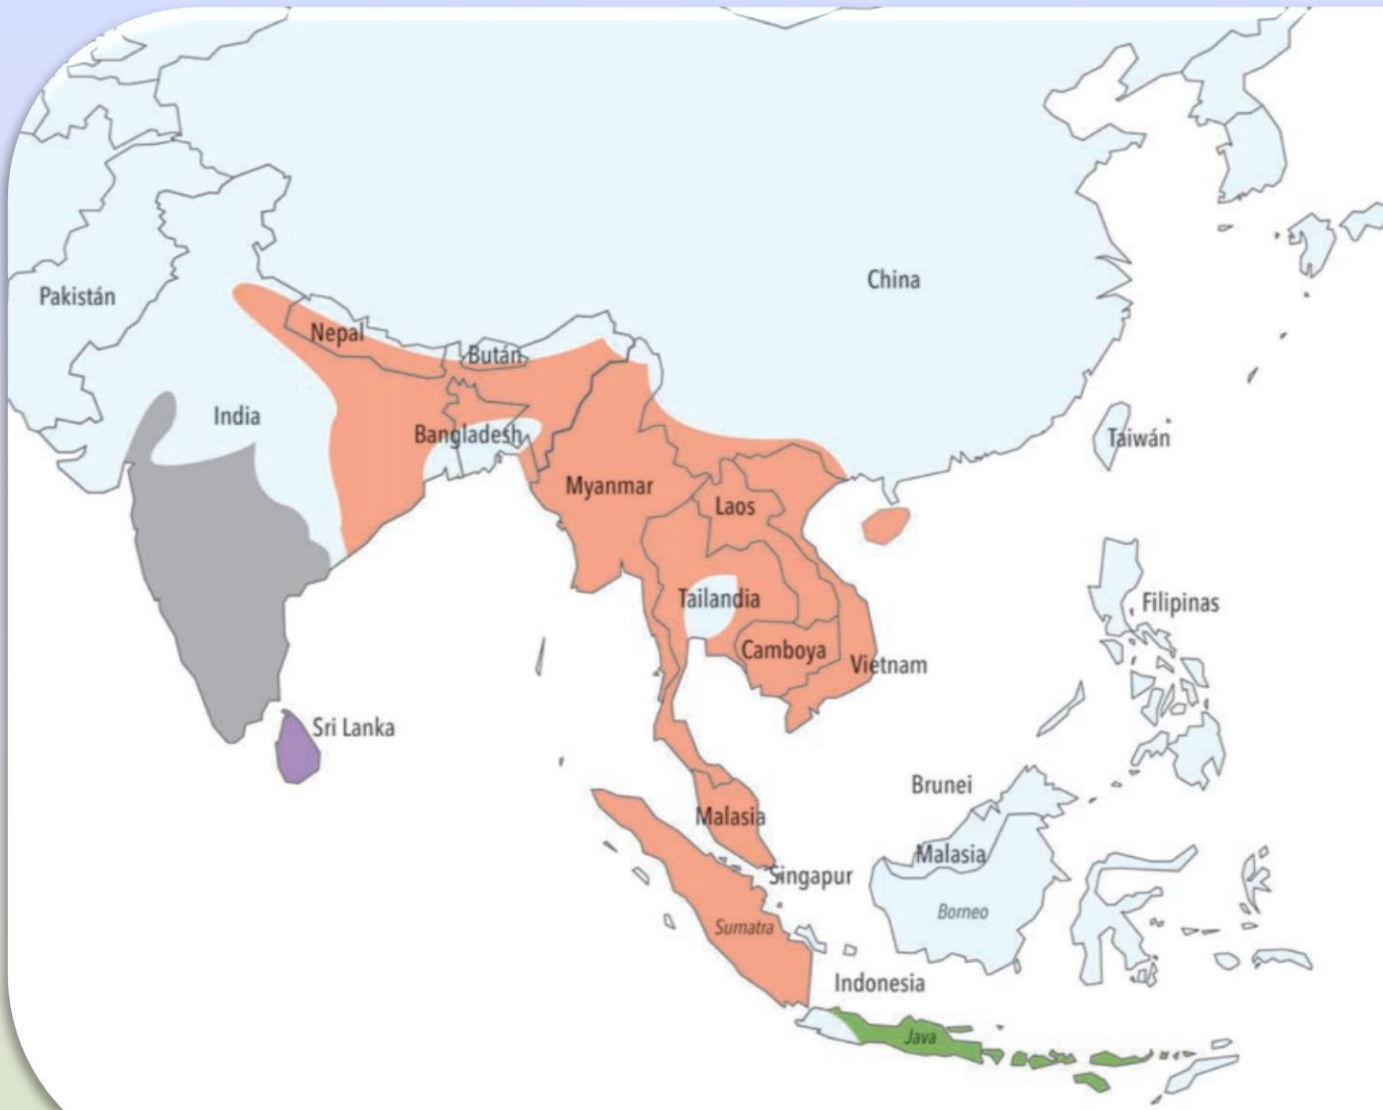 China
Pakistán
Nepal
Bután
India
Bangladesh
Taiwán
Myanmar
Laos
Tailandia
Filipinas
Camboya
Vietnam
Sri Lanka
Brunei
Malasia
Malasia
Singapur
Borneo
Sumatra
Indonesia
Java